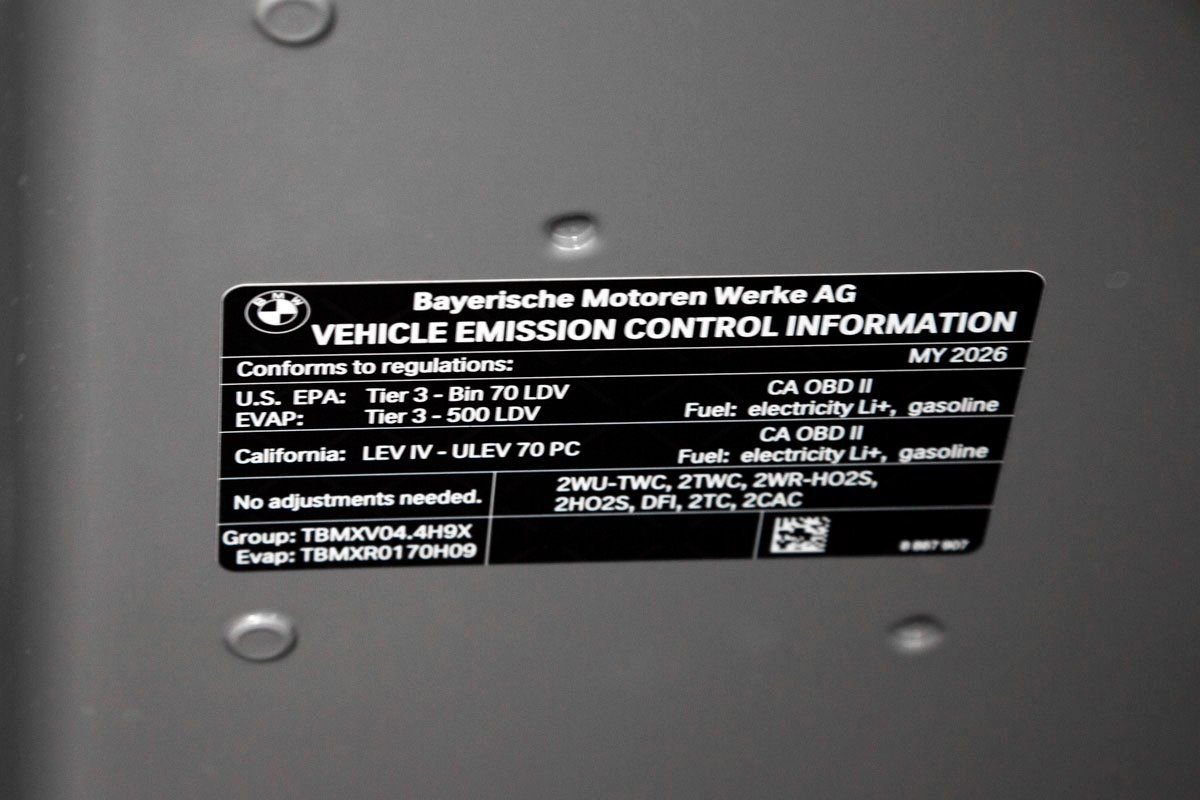 BMW
Bayerische Motoren Werke AG
VEHICLE EMISSION CONTROL INFORMATION
Conforms to regulations: MY 2026
U.S. EPA: Tier 3 - Bin 70 LDV CA OBD II
EVAP: Tier 3 - 500 LDV Fuel: electricity Li+, gasoline
CA OBD II
California: LEV IV - ULEV 70 PC Fuel: electricity Li+, gasoline
No adjustments needed. 2WU-TWC, 2TWC, 2WR-HO2S,
2HO2S, DFI, 2TC, 2CAC
Group: TBMXV04.4H9X
Evap: TBMXR0170H09